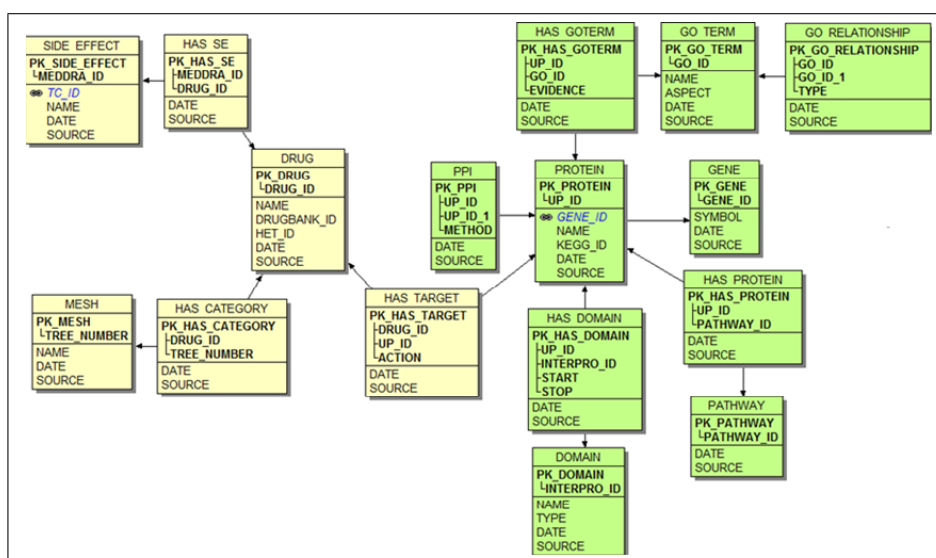 SIDE EFFECT
PK_SIDE_EFFECT
MEDDRA_ID
TC_ID
NAME
DATE
SOURCE
HAS SE
PK_HAS_SE
MEDDRA_ID
DRUG_ID
DATE
SOURCE
HAS GOTERM
PK_HAS_GOTERM
UP_ID
GO_ID
EVIDENCE
DATE
SOURCE
GO TERM
PK_GO_TERM
GO_ID
NAME
ASPECT
DATE
SOURCE
GO RELATIONSHIP
PK_GO_RELATIONSHIP
GO_ID
GO_ID_1
TYPE
DATE
SOURCE
DRUG
PK_DRUG
DRUG_ID
NAME
DRUGBANK_ID
HET_ID
DATE
SOURCE
PPI
PK_PPI
UP_ID
UP_ID_1
METHOD
DATE
SOURCE
PROTEIN
PK_PROTEIN
UP_ID
GENE_ID
NAME
KEGG_ID
DATE
SOURCE
GENE
PK_GENE
GENE_ID
SYMBOL
DATE
SOURCE
MESH
PK_MESH
TREE_NUMBER
NAME
DATE
SOURCE
HAS CATEGORY
PK_HAS_CATEGORY
DRUG_ID
TREE_NUMBER
DATE
SOURCE
HAS TARGET
PK_HAS_TARGET
DRUG_ID
UP_ID
ACTION
DATE
SOURCE
HAS DOMAIN
PK_HAS_DOMAIN
UP_ID
INTERPRO_ID
START
STOP
DATE
SOURCE
HAS PROTEIN
PK_HAS_PROTEIN
UP_ID
PATHWAY_ID
DATE
SOURCE
PATHWAY
PK_PATHWAY
PATHWAY_ID
DATE
SOURCE
DOMAIN
PK_DOMAIN
INTERPRO_ID
NAME
TYPE
DATE
SOURCE